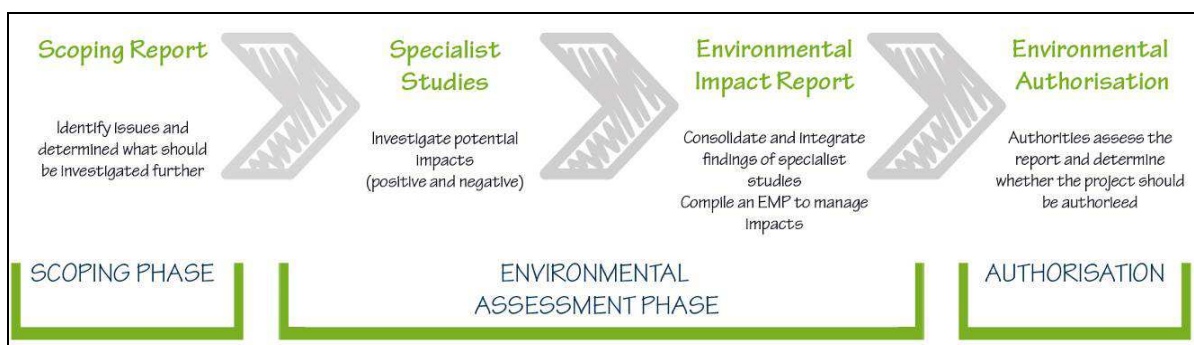 Scoping Report
Identify issues and
determined what should
be investigated further
Specialist
Studies
Investigate potential
impacts
(positive and negative)
Environmental
Impact Report
Consolidate and integrate
findings of specialist
studies
Compile an EMP to manage
impacts
Environmental
Authorisation
Authorities assess the
report and determine
whether the project should
be authorieed
SCOPING PHASE
ENVIRONMENTAL
ASSESSMENT PHASE
AUTHORISATION